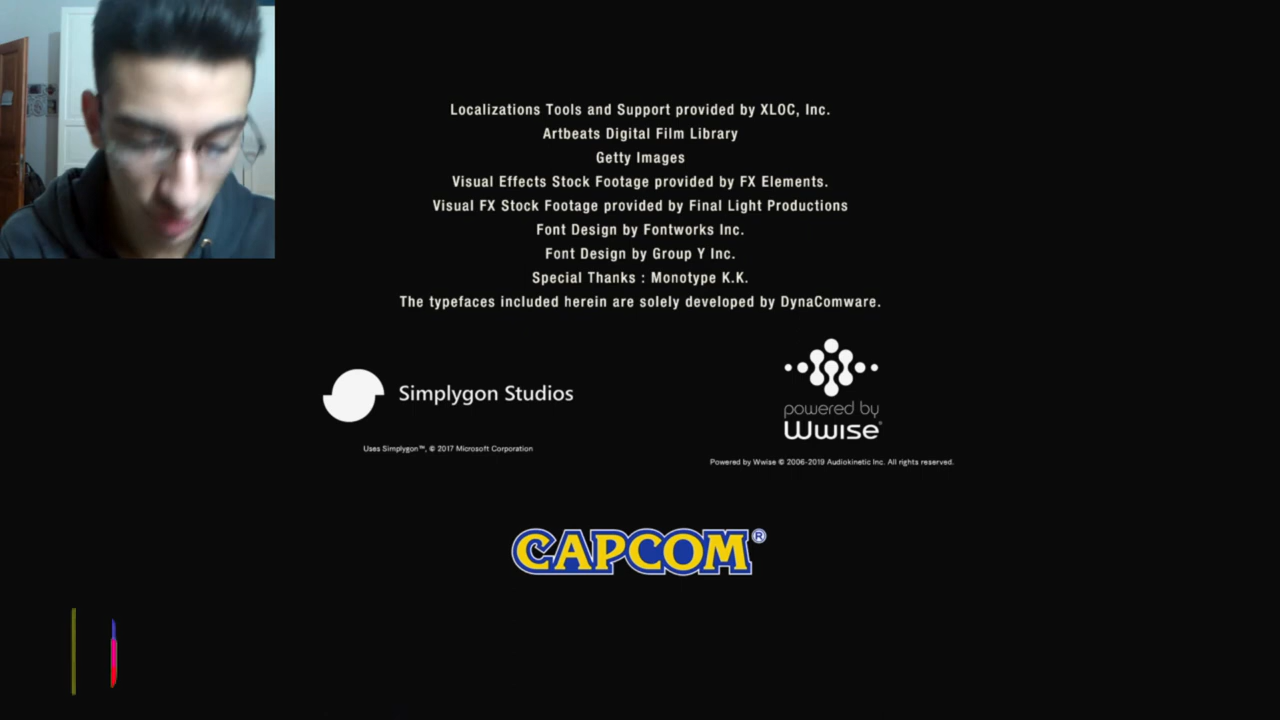 Localizations Tools and Support provided by XLOC, Inc.
Artbeats Digital Film Library
Getty Images
Visual Effects Stock Footage provided by FX Elements.
Visual FX Stock Footage provided by Final Light Productions
Font Design by Fontworks Inc.
Font Design by Group Y Inc.
Special Thanks : Monotype K.K.
The typefaces included herein are solely developed by DynaComware.
Simplygon Studios
Uses Simplygon™, © 2017 Microsoft Corporation
powered by
Wwise®
Powered by Wwise © 2006-2019 Audiokinetic Inc. All rights reserved.
CAPCOM®